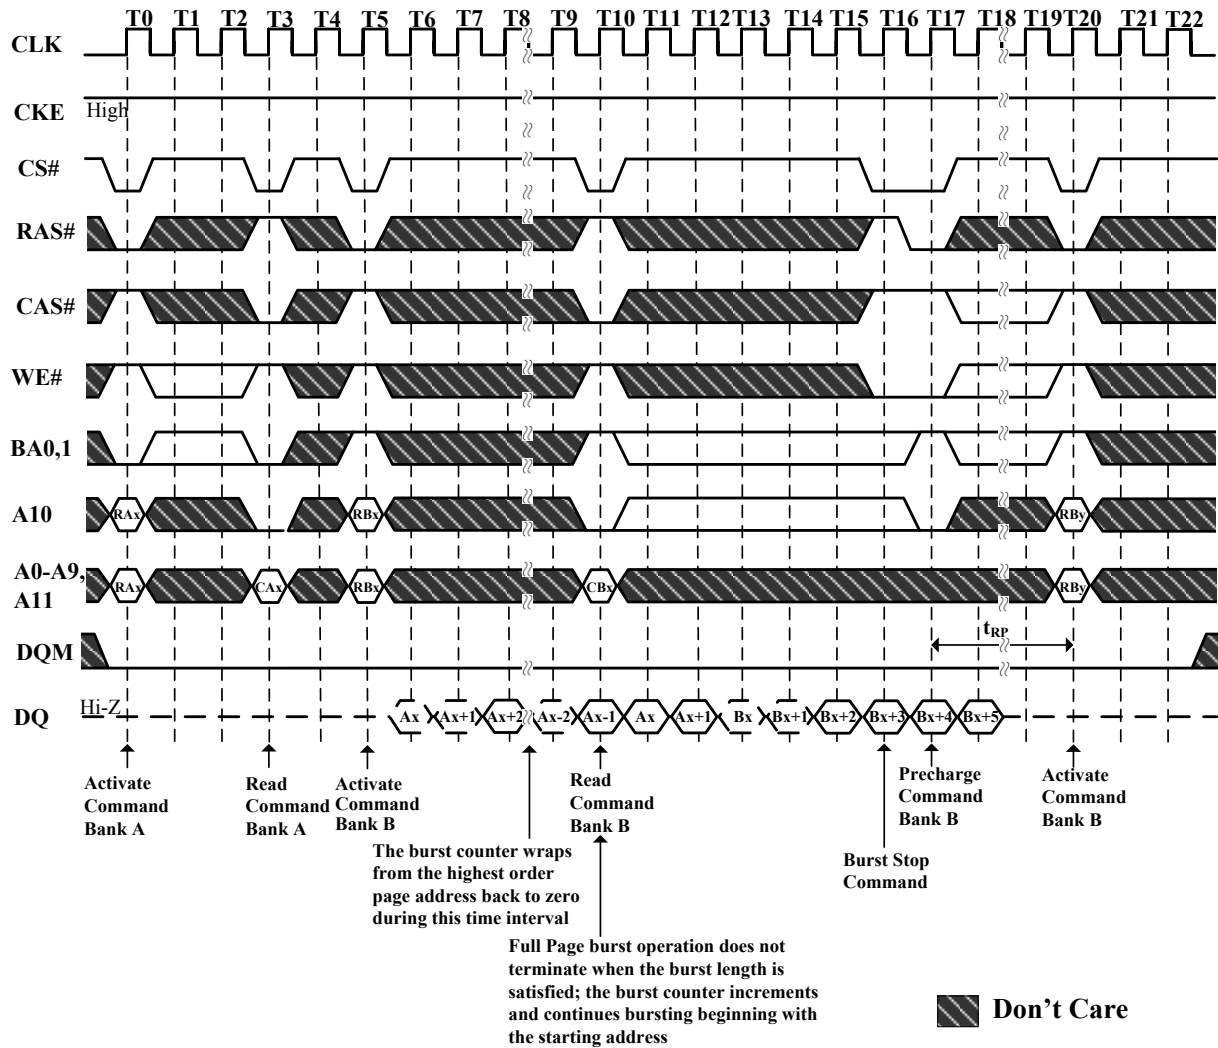 T0 T1 T2 T3 T4 T5 T6 T7 T8 T9 T10 T11 T12 T13 T14 T15 T16 T17 T18 T19 T20 T21 T22
CLK
CKE High
CS#
RAS#
CAS#
WE#
BA0,1
A10 RAx RBx RBy
A0-A9, A11 RAx CAx RBx CBx RBy
tRP
DQM
DQ Hi-Z Ax Ax+1 Ax+2 Ax-2 Ax-1 Ax Ax+1 Bx Bx+1 Bx+2 Bx+3 Bx+4 Bx+5
Activate
Command
Bank A
Read
Command
Bank A
Activate
Command
Bank B
The burst counter wraps
from the highest order
page address back to zero
during this time interval
Read
Command
Bank B
Full Page burst operation does not
terminate when the burst length is
satisfied; the burst counter increments
and continues bursting beginning with
the starting address
Burst Stop
Command
Precharge
Command
Bank B
Activate
Command
Bank B
Don't Care